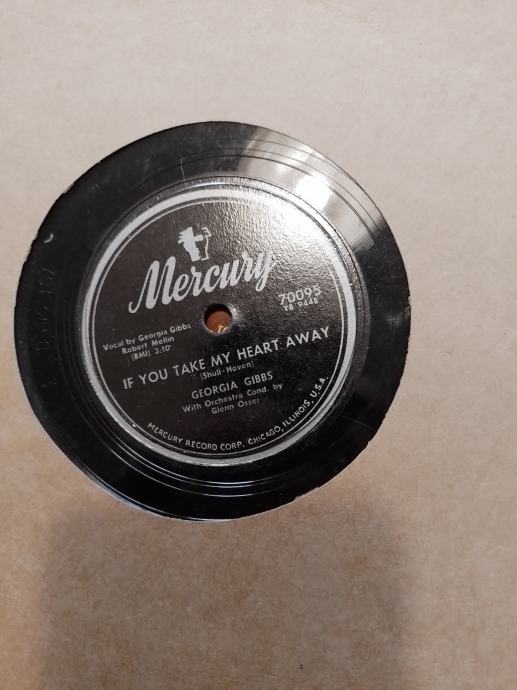 Mercury
70095
YB 9448
Vocal by Georgia Gibbs
Robert Mellin
(BMI) 3:10
IF YOU TAKE MY HEART AWAY
(Shull-Hoven)
GEORGIA GIBBS
With Orchestra Cond. by
Glenn Osser
MERCURY RECORD CORP. CHICAGO, ILLINOIS, U.S.A.